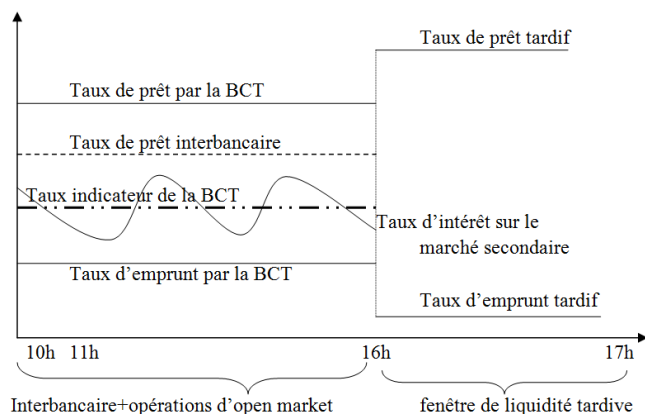 Taux de prêt tardif
Taux de prêt par la BCT
Taux de prêt interbancaire
Taux indicateur de la BCT
Taux d’intérêt sur le
marché secondaire
Taux d’emprunt par la BCT
Taux d’emprunt tardif
10h 11h 16h 17h
Interbancaire+opérations d’open market fenêtre de liquidité tardive